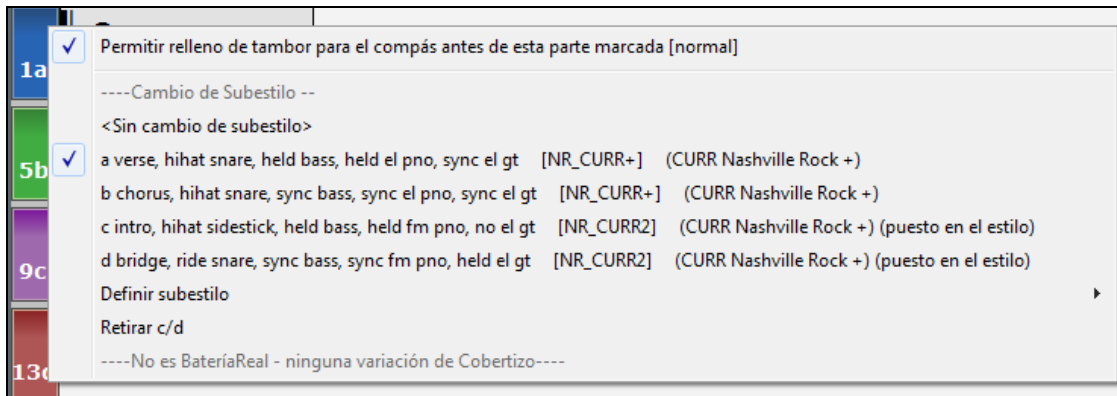 1a
Permitir relleno de tambor para el compás antes de esta parte marcada [normal]
----Cambio de Subestilo --
<Sin cambio de subestilo>
5b
a verse, hihat snare, held bass, held el pno, sync el gt [NR_CURR+] (CURR Nashville Rock +)
b chorus, hihat snare, sync bass, sync el pno, sync el gt [NR_CURR+] (CURR Nashville Rock +)
c intro, hihat sidestick, held bass, held fm pno, no el gt [NR_CURR2] (CURR Nashville Rock +) (puesto en el estilo)
9c
d bridge, ride snare, sync bass, sync fm pno, held el gt [NR_CURR2] (CURR Nashville Rock +) (puesto en el estilo)
Definir subestilo
Retirar c/d
----No es BateríaReal - ninguna variación de Cobertizo----